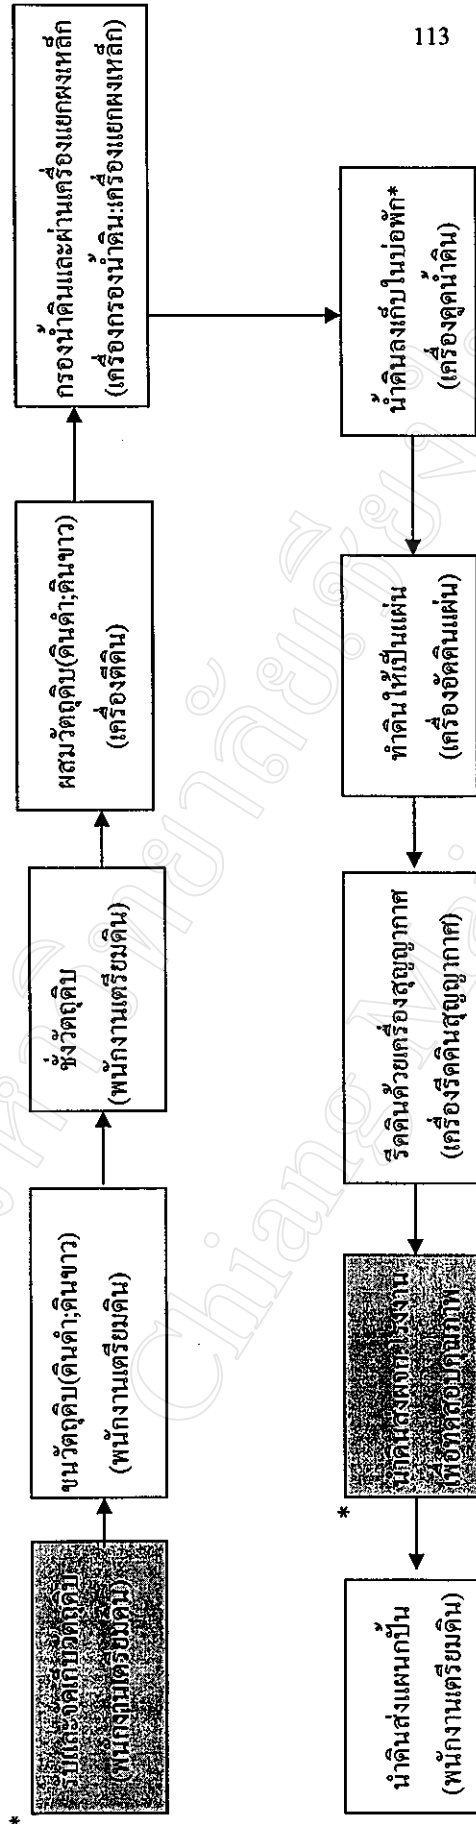 113
*
รับและจัดเก็บวัตถุดิบ
(พนักงานเตรียมดิน)
ขนวัตถุดิบ(ดินดำ;ดินขาว)
(พนักงานเตรียมดิน)
ชั่งวัตถุดิบ
(พนักงานเตรียมดิน)
ผสมวัตถุดิบ(ดินดำ;ดินขาว)
(เครื่องตีดิน)
กรองน้ำดินและผ่านเครื่องแยกผงเหล็ก
(เครื่องกรองน้ำดิน:เครื่องแยกผงเหล็ก)
น้ำดินลงเก็บในบ่อพัก*
(เครื่องดูดน้ำดิน)
ทำดินให้เป็นแผ่น
(เครื่องอัดดินแผ่น)
รีดดินด้วยเครื่องสุญญากาศ
(เครื่องรีดดินสุญญากาศ)
*
นำดินส่งผจก.โรงงาน
เพื่อทดสอบคุณภาพ
นำดินส่งแผนกปั้น
(พนักงานเตรียมดิน)
Chiang Mai